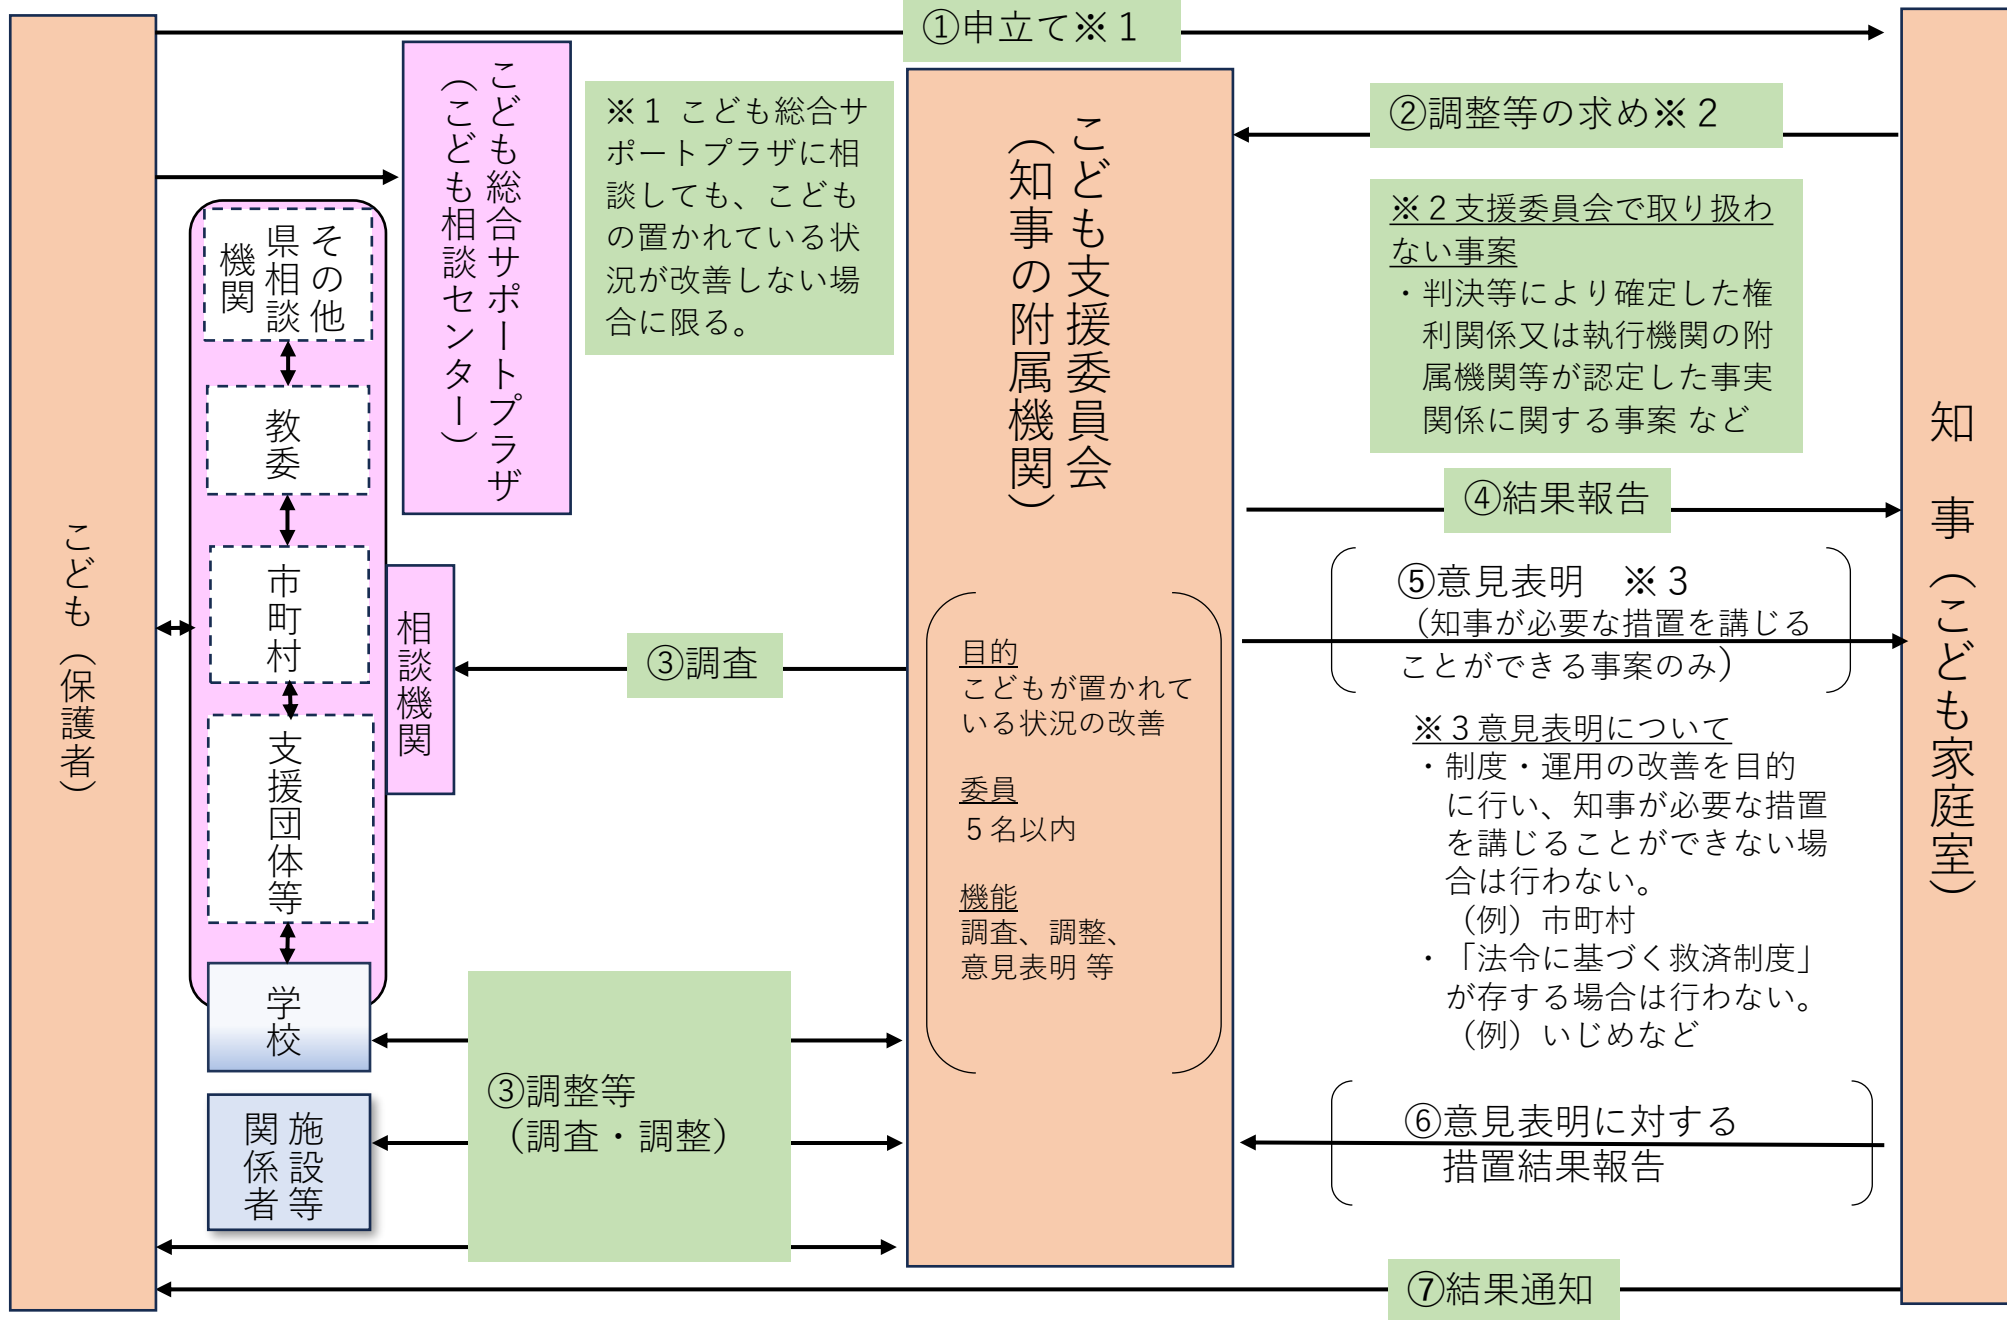 ①申立て※１
こども総合サポートプラザ
（こども相談センター）
※１ こども総合サ
ポートプラザに相
談しても、こども
の置かれている状
況が改善しない場
合に限る。
こども支援委員会
（知事の附属機関）
②調整等の求め※２
※２支援委員会で取り扱わ
ない事案
・判決等により確定した権
利関係又は執行機関の附
属機関等が認定した事実
関係に関する事案 など
知　事（こども家庭室）
こども（保護者）
その他
県相談
機関
教委
市町村
支援団体等
学校
相談機関
施設等
関係者
③調査
目的
こどもが置かれて
いる状況の改善
委員
５名以内
機能
調査、調整、
意見表明 等
④結果報告
⑤意見表明　※３
（知事が必要な措置を講じる
ことができる事案のみ）
※３意見表明について
・制度・運用の改善を目的
に行い、知事が必要な措置
を講じることができない場
合は行わない。
（例）市町村
・「法令に基づく救済制度」
が存する場合は行わない。
（例）いじめなど
③調整等
（調査・調整）
⑥意見表明に対する
措置結果報告
⑦結果通知